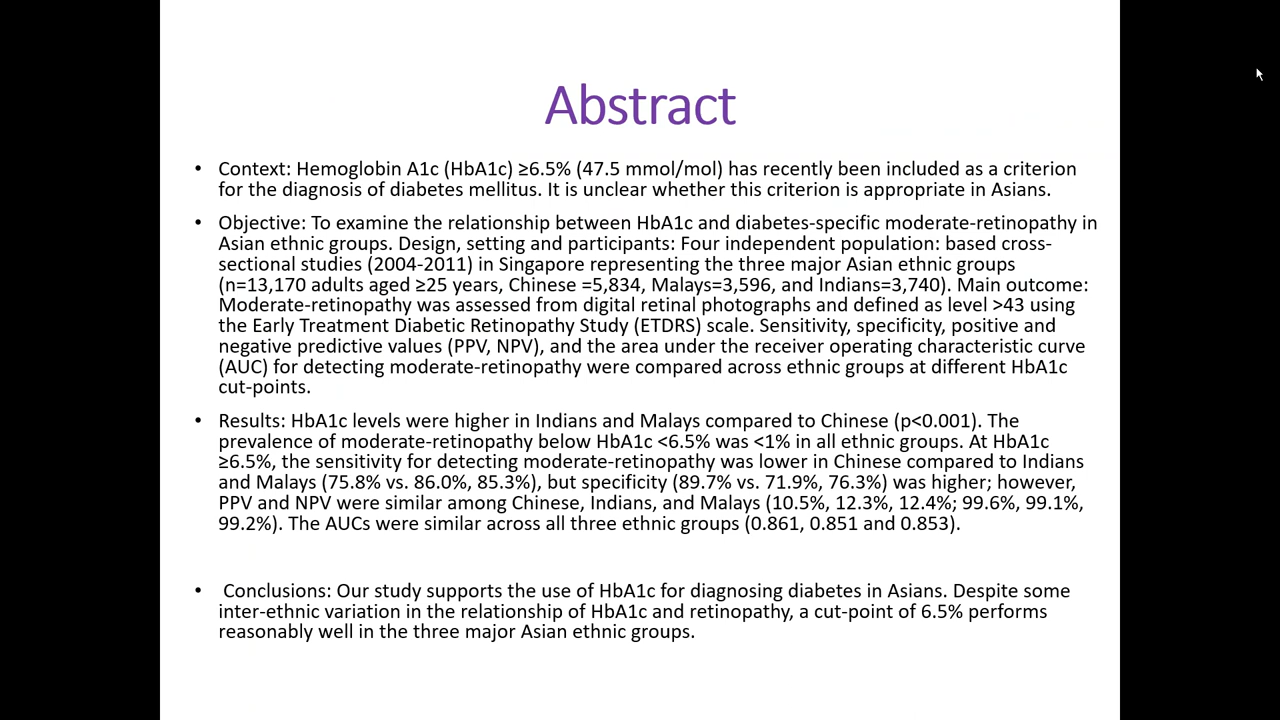 Abstract
• Context: Hemoglobin A1c (HbA1c) ≥6.5% (47.5 mmol/mol) has recently been included as a criterion
for the diagnosis of diabetes mellitus. It is unclear whether this criterion is appropriate in Asians.
• Objective: To examine the relationship between HbA1c and diabetes-specific moderate-retinopathy in
Asian ethnic groups. Design, setting and participants: Four independent population: based cross-
sectional studies (2004-2011) in Singapore representing the three major Asian ethnic groups
(n=13,170 adults aged ≥25 years, Chinese =5,834, Malays=3,596, and Indians=3,740). Main outcome:
Moderate-retinopathy was assessed from digital retinal photographs and defined as level >43 using
the Early Treatment Diabetic Retinopathy Study (ETDRS) scale. Sensitivity, specificity, positive and
negative predictive values (PPV, NPV), and the area under the receiver operating characteristic curve
(AUC) for detecting moderate-retinopathy were compared across ethnic groups at different HbA1c
cut-points.
• Results: HbA1c levels were higher in Indians and Malays compared to Chinese (p<0.001). The
prevalence of moderate-retinopathy below HbA1c <6.5% was <1% in all ethnic groups. At HbA1c
≥6.5%, the sensitivity for detecting moderate-retinopathy was lower in Chinese compared to Indians
and Malays (75.8% vs. 86.0%, 85.3%), but specificity (89.7% vs. 71.9%, 76.3%) was higher; however,
PPV and NPV were similar among Chinese, Indians, and Malays (10.5%, 12.3%, 12.4%; 99.6%, 99.1%,
99.2%). The AUCs were similar across all three ethnic groups (0.861, 0.851 and 0.853).
• Conclusions: Our study supports the use of HbA1c for diagnosing diabetes in Asians. Despite some
inter-ethnic variation in the relationship of HbA1c and retinopathy, a cut-point of 6.5% performs
reasonably well in the three major Asian ethnic groups.